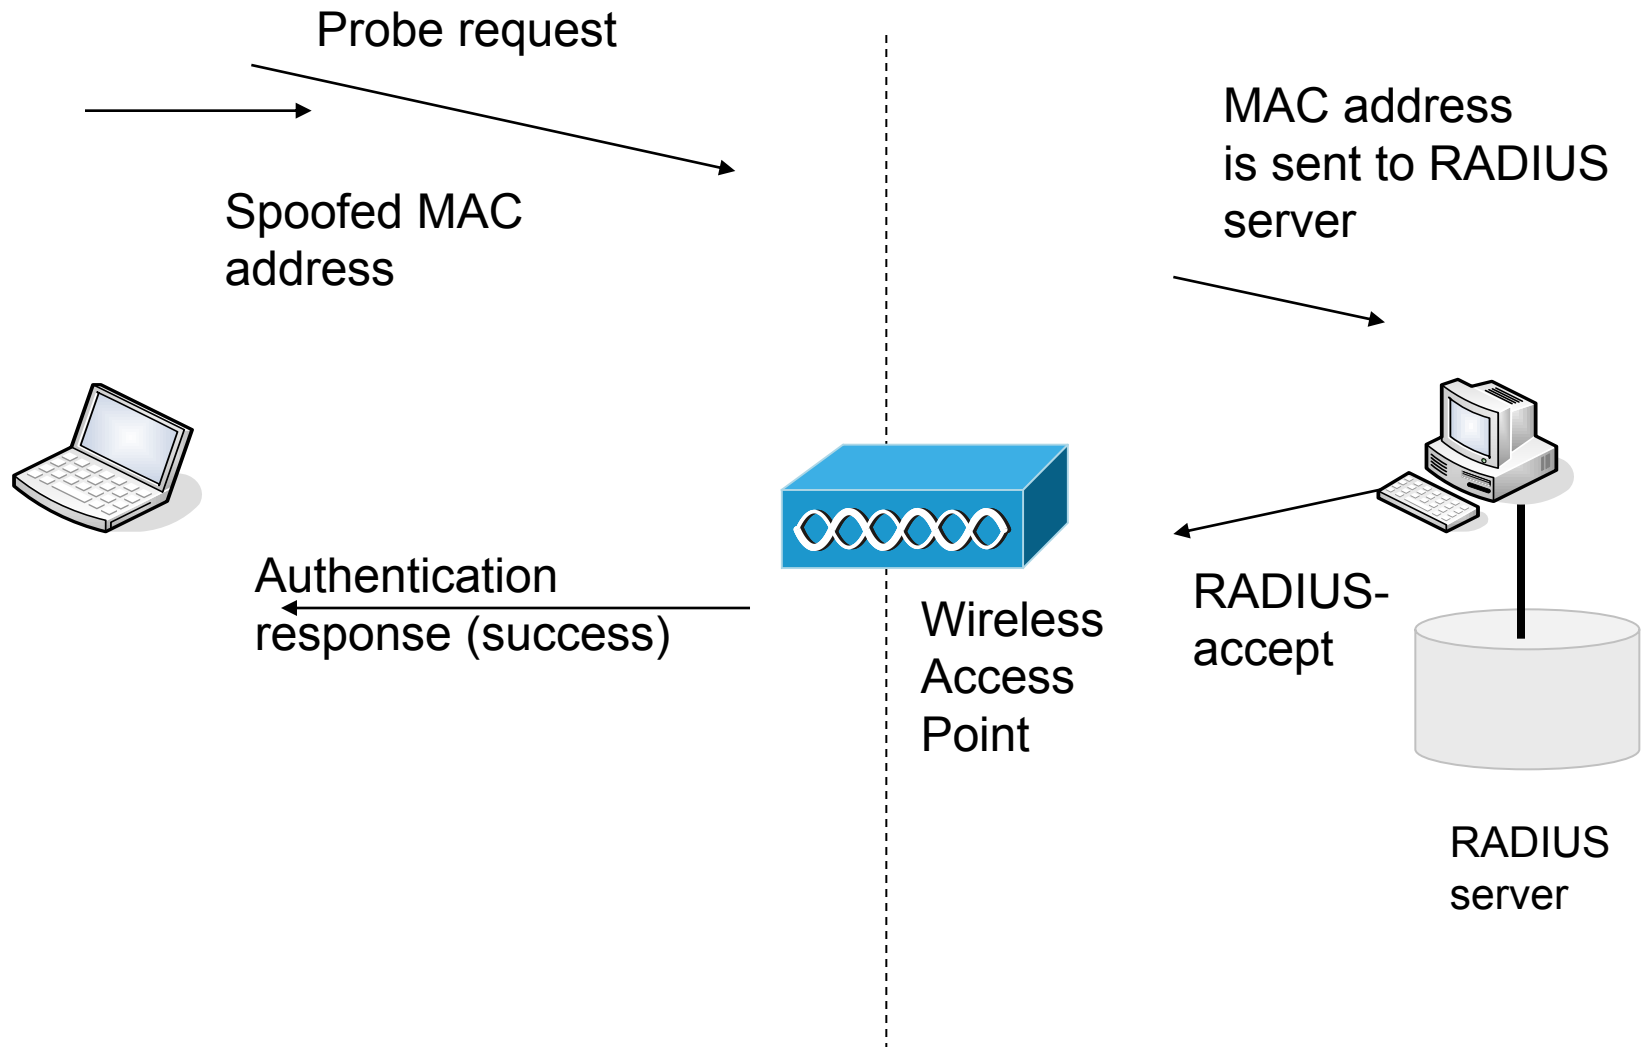 Probe request
Spoofed MAC
address
MAC address
is sent to RADIUS
server
Authentication
response (success)
Wireless
Access
Point
RADIUS-
accept
RADIUS
server